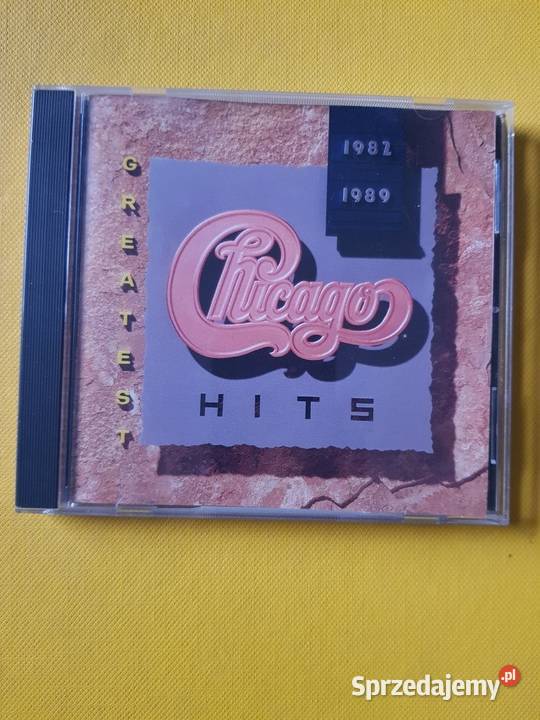 GREATEST
1982
1989
Chicago
HITS
Sprzedajemy.pl